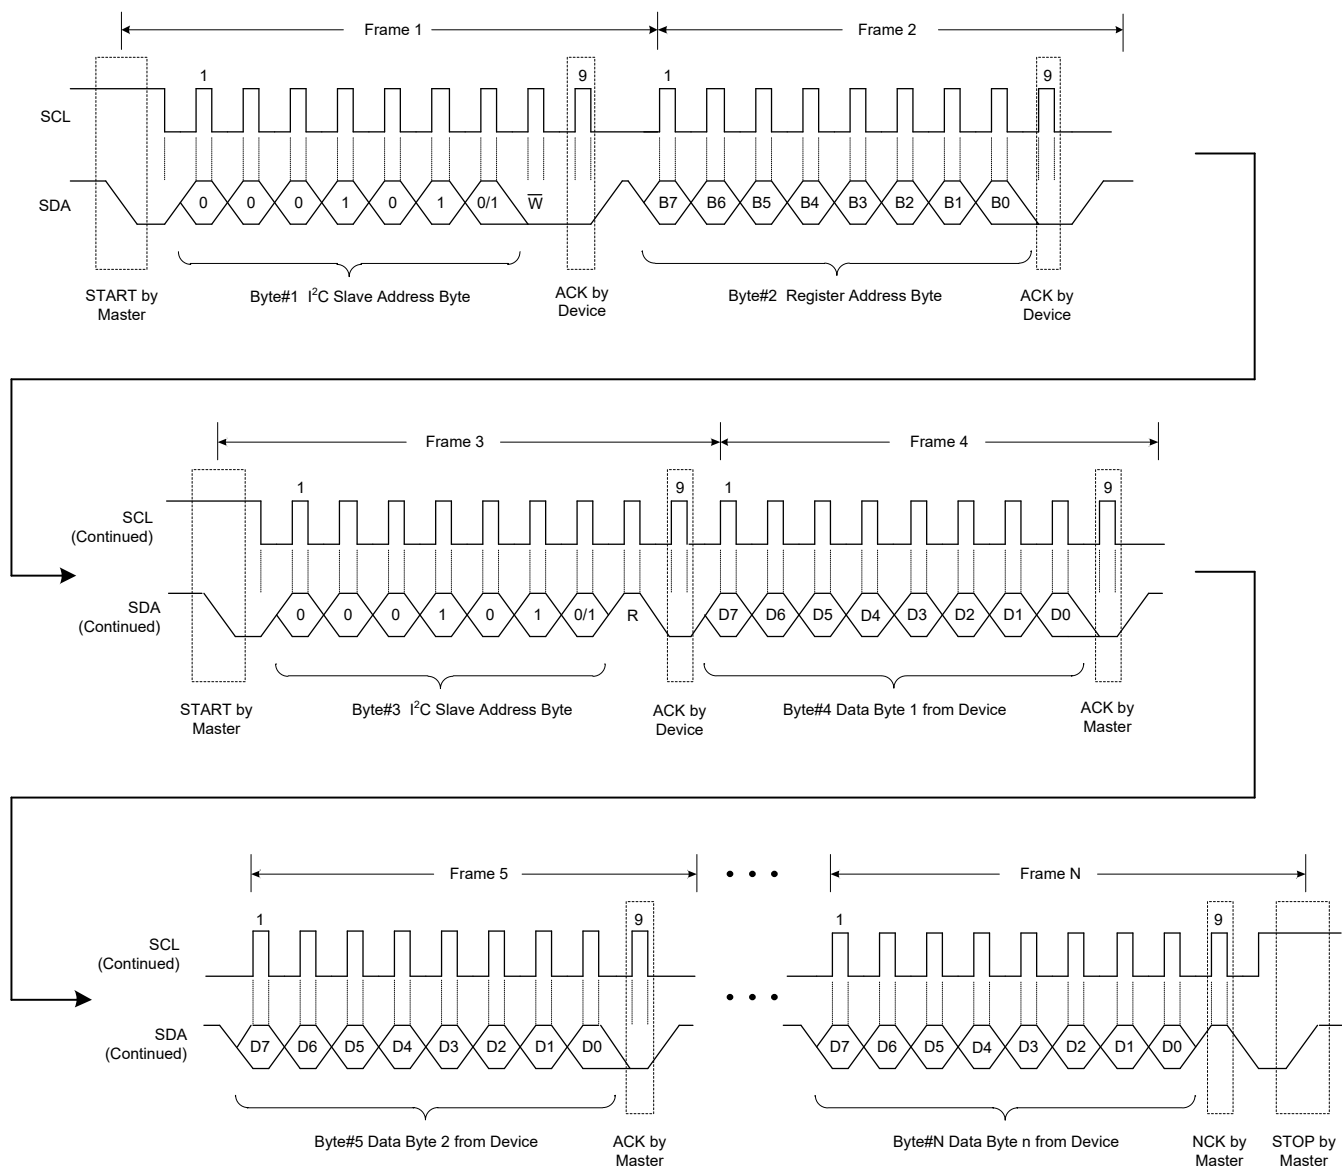 Frame 1 Frame 2
1 9 1 9
SCL
SDA 0 0 0 1 0 1 0/1 W̅ B7 B6 B5 B4 B3 B2 B1 B0
START by Master
Byte#1 I²C Slave Address Byte
ACK by Device
Byte#2 Register Address Byte
ACK by Device
Frame 3 Frame 4
1 9 1 9
SCL
(Continued)
SDA
(Continued)
0 0 0 1 0 1 0/1 R D7 D6 D5 D4 D3 D2 D1 D0
START by Master
Byte#3 I²C Slave Address Byte
ACK by Device
Byte#4 Data Byte 1 from Device
ACK by Master
Frame 5 • • • Frame N
1 9 1 9
SCL
(Continued)
• • •
SDA
(Continued)
D7 D6 D5 D4 D3 D2 D1 D0 D7 D6 D5 D4 D3 D2 D1 D0
Byte#5 Data Byte 2 from Device
ACK by Master
Byte#N Data Byte n from Device
NCK by Master
STOP by Master